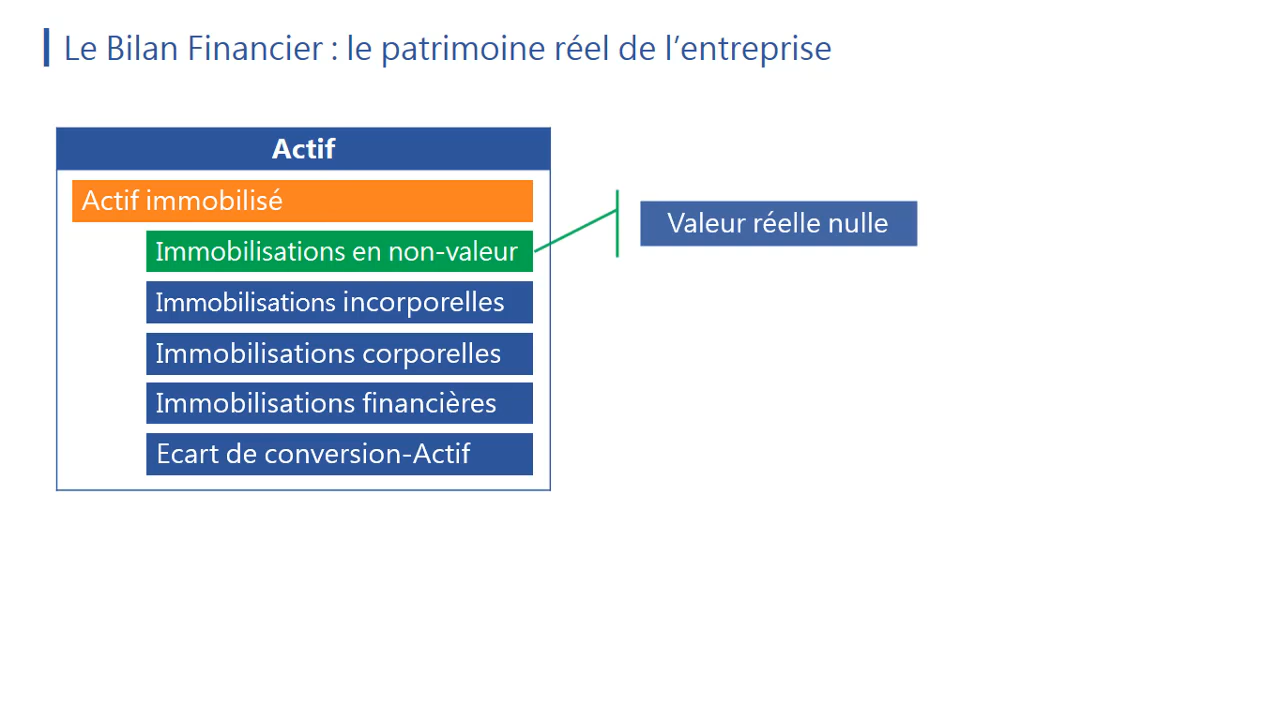 Le Bilan Financier : le patrimoine réel de l’entreprise
Actif
Actif immobilisé
Immobilisations en non-valeur
Valeur réelle nulle
Immobilisations incorporelles
Immobilisations corporelles
Immobilisations financières
Ecart de conversion-Actif